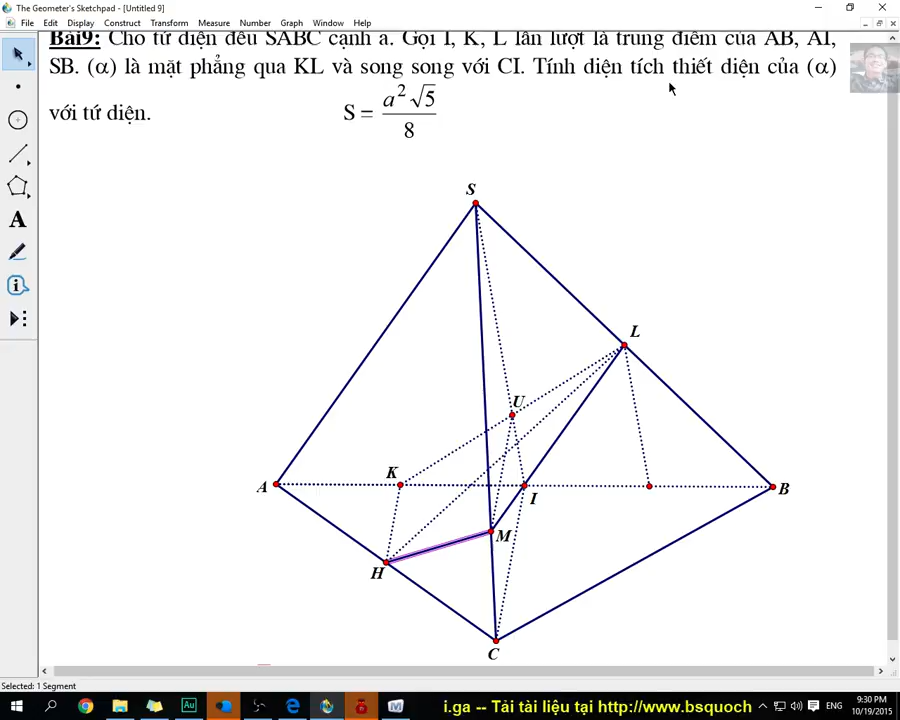 The Geometer's Sketchpad - [Untitled 9]
File Edit Display Construct Transform Measure Number Graph Window Help
Bài9: Cho tứ diện đều SABC cạnh a. Gọi I, K, L lần lượt là trung điểm của AB, AI,
SB. (α) là mặt phẳng qua KL và song song với CI. Tính diện tích thiết diện của (α)
với tứ diện. S = a²√5 / 8
S
L
U
A K I B
M
H
C
Selected: 1 Segment
i.ga -- Tải tài liệu tại http://www.bsquoch
ENG
9:30 PM
10/19/2015